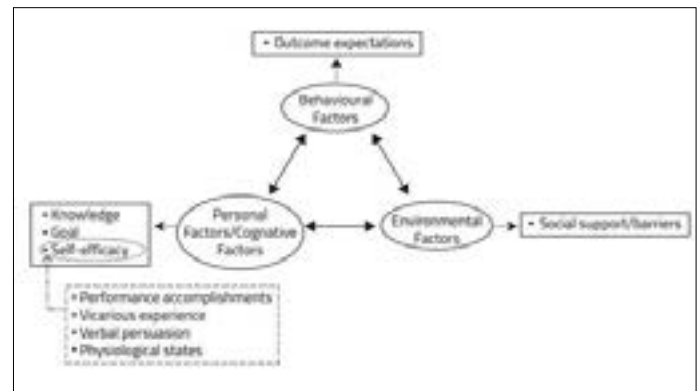 • Outcome expectations
Behavioural
Factors
• Knowledge
• Goal
• Self-efficacy
Personal
Factors/Cognitive
Factors
Environmental
Factors
• Social support/barriers
• Performance accomplishments
• Vicarious experience
• Verbal persuasion
• Physiological states